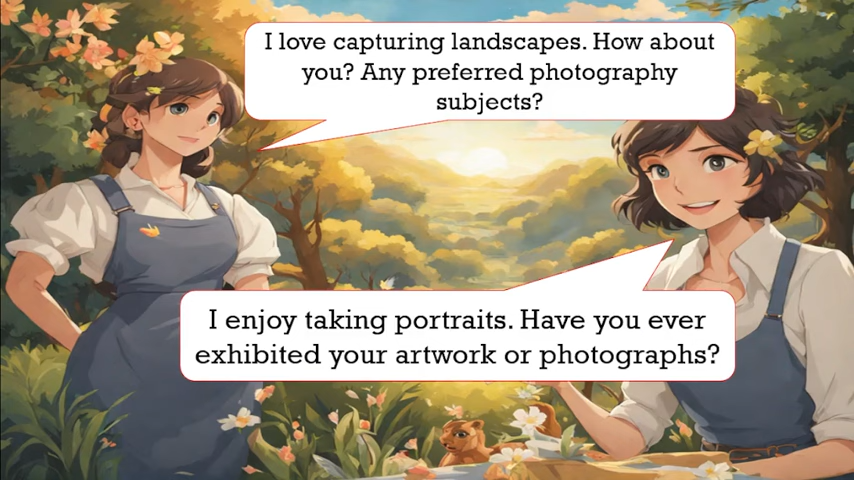 I love capturing landscapes. How about
you? Any preferred photography
subjects?
I enjoy taking portraits. Have you ever
exhibited your artwork or photographs?